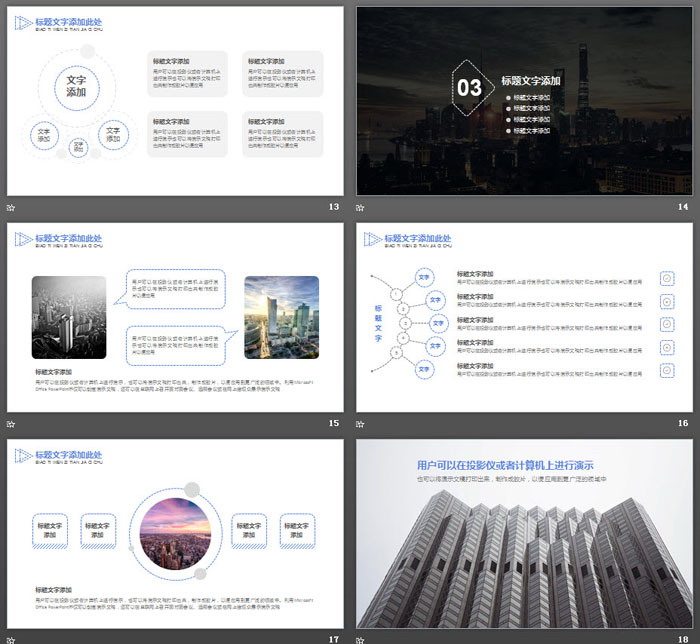 标题文字添加此处
BIAO TI WEN ZI TIAN JIA CI CHU
文字
添加
文字
添加
文字
添加
文字
添加
标题文字添加
用户可以在投影仪或者计算机上
进行演示也可以将演示文稿打印
出来制作成胶片以便应用
标题文字添加
用户可以在投影仪或者计算机上
进行演示也可以将演示文稿打印
出来制作成胶片以便应用
标题文字添加
用户可以在投影仪或者计算机上
进行演示也可以将演示文稿打印
出来制作成胶片以便应用
标题文字添加
用户可以在投影仪或者计算机上
进行演示也可以将演示文稿打印
出来制作成胶片以便应用
13
03
标题文字添加
标题文字添加
标题文字添加
标题文字添加
标题文字添加
14
标题文字添加此处
BIAO TI WEN ZI TIAN JIA CI CHU
用户可以在投影仪或者计算机上进行演
示也可以将演示文稿打印出来制作成胶
片以便应用
用户可以在投影仪或者计算机上进行演
示也可以将演示文稿打印出来制作成胶
片以便应用
标题文字添加
用户可以在投影仪或者计算机上进行演示，也可以将演示文稿打印出来，制作成胶片，以便应用到更广泛的领域中。利用Microsoft
Office PowerPoint不仅可以创建演示文稿，还可以在互联网上召开面对面会议、远程会议或在网上给观众展示演示文稿
15
标题文字添加此处
BIAO TI WEN ZI TIAN JIA CI CHU
标题文字
1
2
3
4
5
文字
文字
文字
文字
文字
标题文字添加
用户可以在投影仪或者计算机上进行演示也可以将演示文稿打印出来制作成胶片以便应用
标题文字添加
用户可以在投影仪或者计算机上进行演示也可以将演示文稿打印出来制作成胶片以便应用
标题文字添加
用户可以在投影仪或者计算机上进行演示也可以将演示文稿打印出来制作成胶片以便应用
标题文字添加
用户可以在投影仪或者计算机上进行演示也可以将演示文稿打印出来制作成胶片以便应用
标题文字添加
用户可以在投影仪或者计算机上进行演示也可以将演示文稿打印出来制作成胶片以便应用
16
标题文字添加此处
BIAO TI WEN ZI TIAN JIA CI CHU
标题文字
添加
标题文字
添加
标题文字
添加
标题文字
添加
标题文字添加
用户可以在投影仪或者计算机上进行演示，也可以将演示文稿打印出来，制作成胶片，以便应用到更广泛的领域中。利用Microsoft
Office PowerPoint不仅可以创建演示文稿，还可以在互联网上召开面对面会议、远程会议或在网上给观众展示演示文稿
17
用户可以在投影仪或者计算机上进行演示
也可以将演示文稿打印出来，制作成胶片，以便应用到更广泛的领域中
18